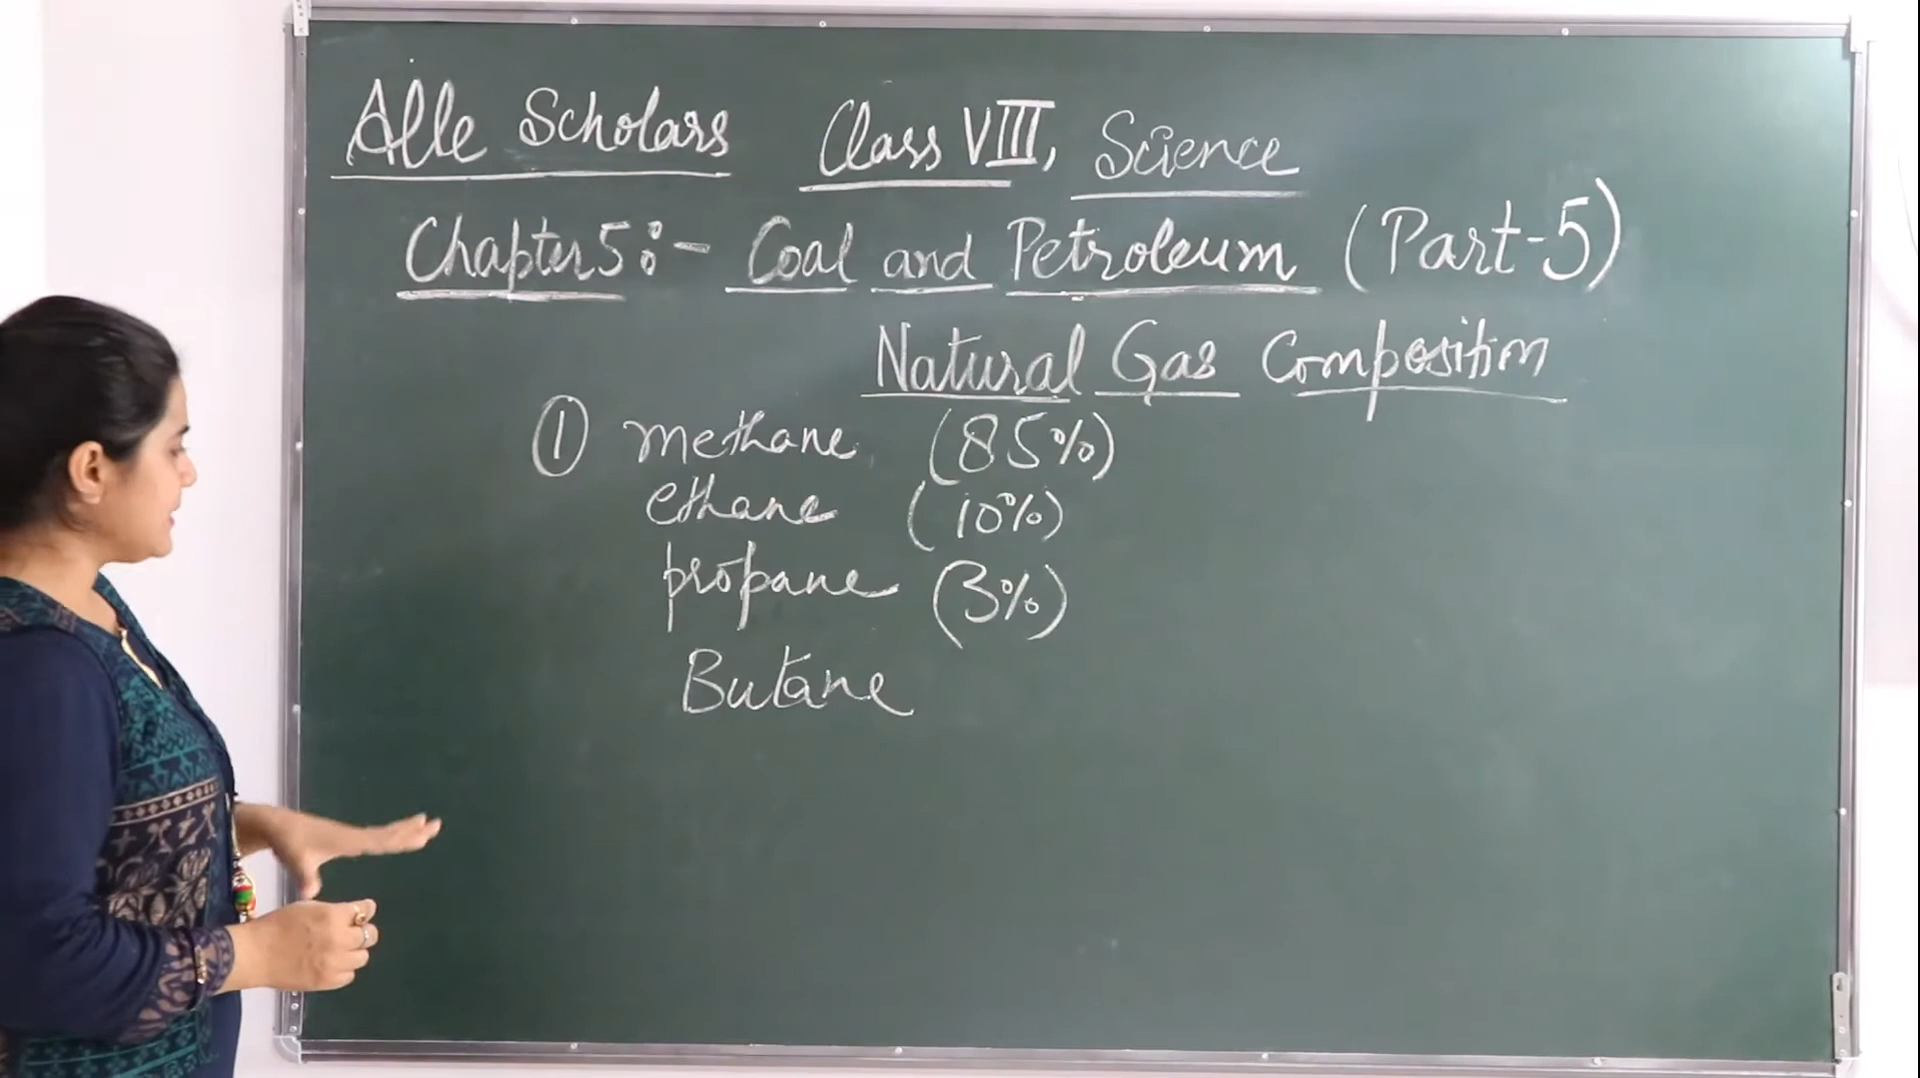 Alle Scholars Class VIII, Science
Chapter 5:- Coal and Petroleum (Part-5)
Natural Gas Composition
① methane (85%)
ethane (10%)
propane (3%)
Butane